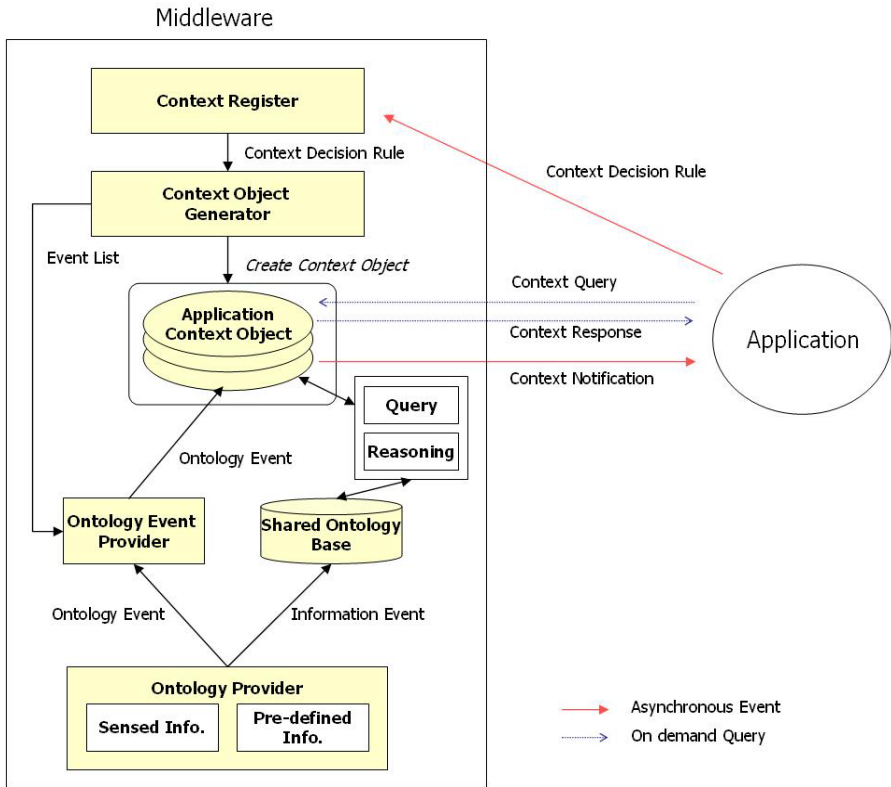 Middleware
Context Register
Context Decision Rule
Context Decision Rule
Context Object
Generator
Event List
Create Context Object
Context Query
Application
Context Object
Context Response
Application
Context Notification
Query
Reasoning
Ontology Event
Ontology Event
Provider
Shared Ontology
Base
Ontology Event
Information Event
Ontology Provider
Sensed Info.
Pre-defined
Info.
Asynchronous Event
On demand Query